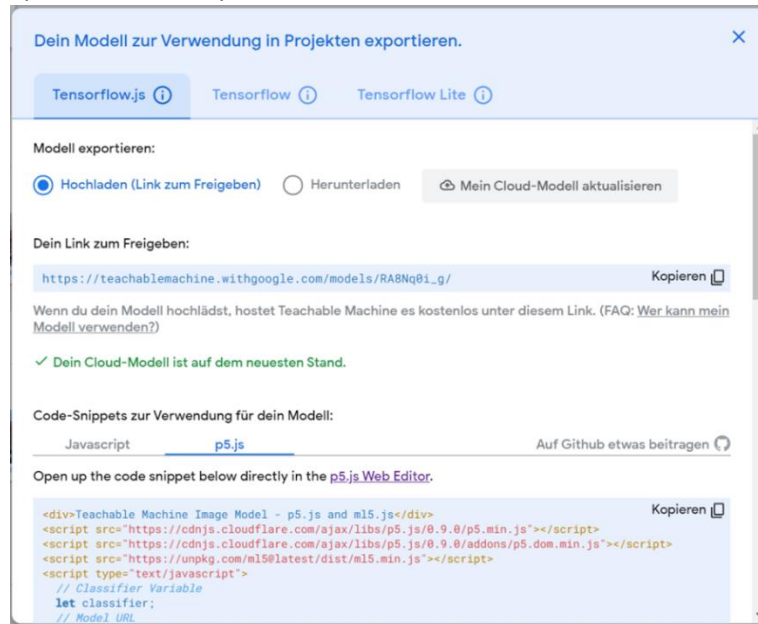 Dein Modell zur Verwendung in Projekten exportieren.
Tensorflow.js
Tensorflow
Tensorflow Lite
Modell exportieren:
Hochladen (Link zum Freigeben)
Herunterladen
Mein Cloud-Modell aktualisieren
Dein Link zum Freigeben:
https://teachablemachine.withgoogle.com/models/RA8Nq0i_g/
Kopieren
Wenn du dein Modell hochlädst, hostet Teachable Machine es kostenlos unter diesem Link. (FAQ: Wer kann mein
Modell verwenden?)
✓ Dein Cloud-Modell ist auf dem neuesten Stand.
Code-Snippets zur Verwendung für dein Modell:
Javascript
p5.js
Auf Github etwas beitragen
Open up the code snippet below directly in the p5.js Web Editor.
Kopieren
<div>Teachable Machine Image Model - p5.js and ml5.js</div>
<script src="https://cdnjs.cloudflare.com/ajax/libs/p5.js/0.9.0/p5.min.js"></script>
<script src="https://cdnjs.cloudflare.com/ajax/libs/p5.js/0.9.0/addons/p5.dom.min.js"></script>
<script src="https://unpkg.com/ml5@latest/dist/ml5.min.js"></script>
<script type="text/javascript">
// Classifier Variable
let classifier;
// Model URL